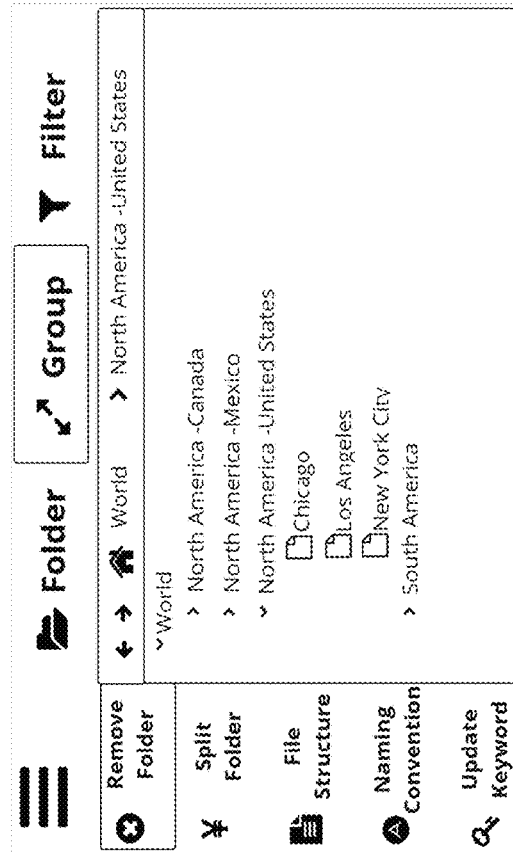 Folder
Group
Filter
Remove
Folder
Split
Folder
File
Structure
Naming
Convention
Update
Keyword
World
North America -United States
World
North America -Canada
North America -Mexico
North America -United States
Chicago
Los Angeles
New York City
South America